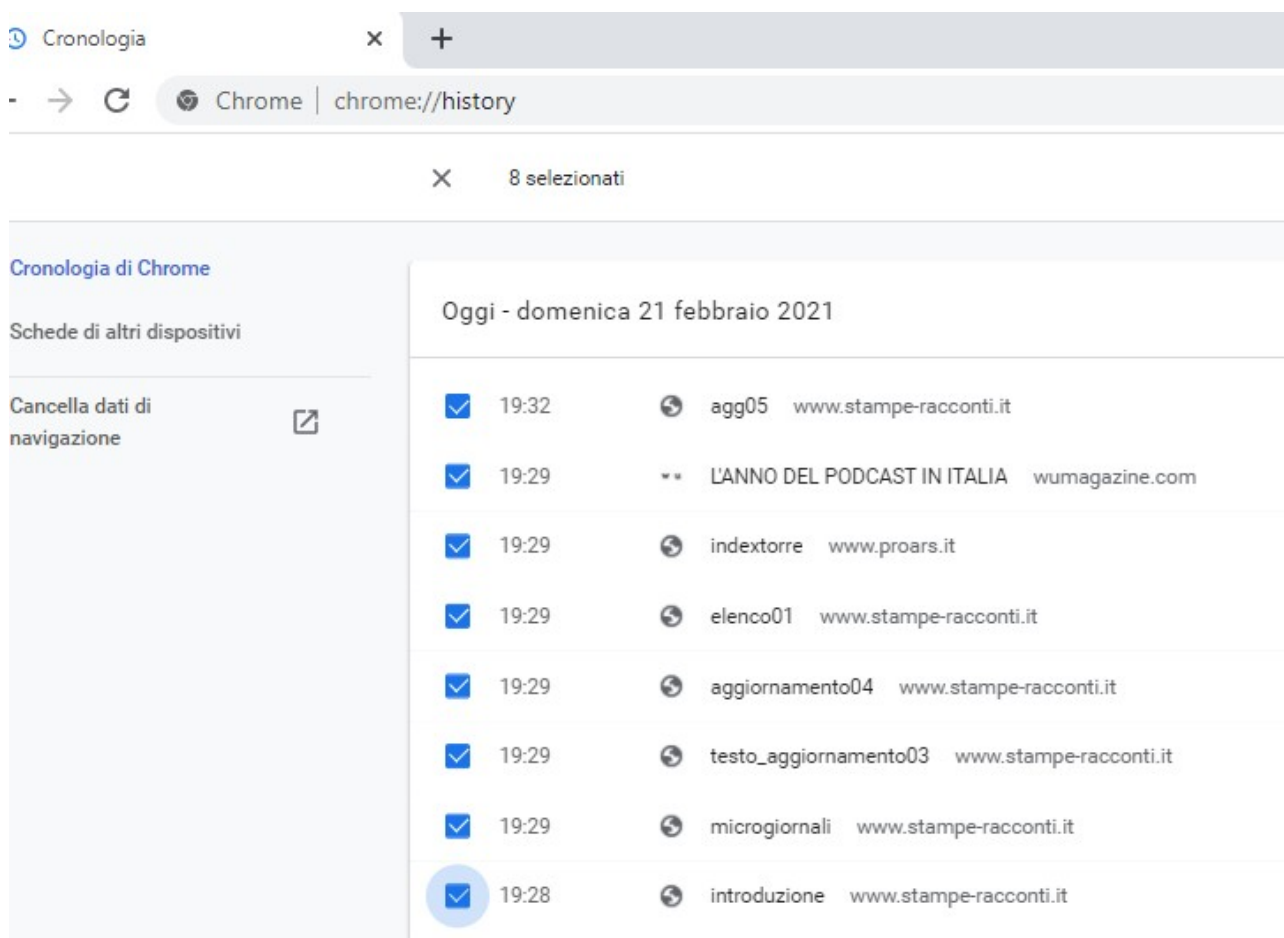 Cronologia
Chrome | chrome://history
8 selezionati
Cronologia di Chrome
Schede di altri dispositivi
Cancella dati di
navigazione
Oggi - domenica 21 febbraio 2021
19:32 agg05 www.stampe-racconti.it
19:29 L'ANNO DEL PODCAST IN ITALIA wumagazine.com
19:29 indextorre www.proars.it
19:29 elenco01 www.stampe-racconti.it
19:29 aggiornamento04 www.stampe-racconti.it
19:29 testo_aggiornamento03 www.stampe-racconti.it
19:29 microgiornali www.stampe-racconti.it
19:28 introduzione www.stampe-racconti.it